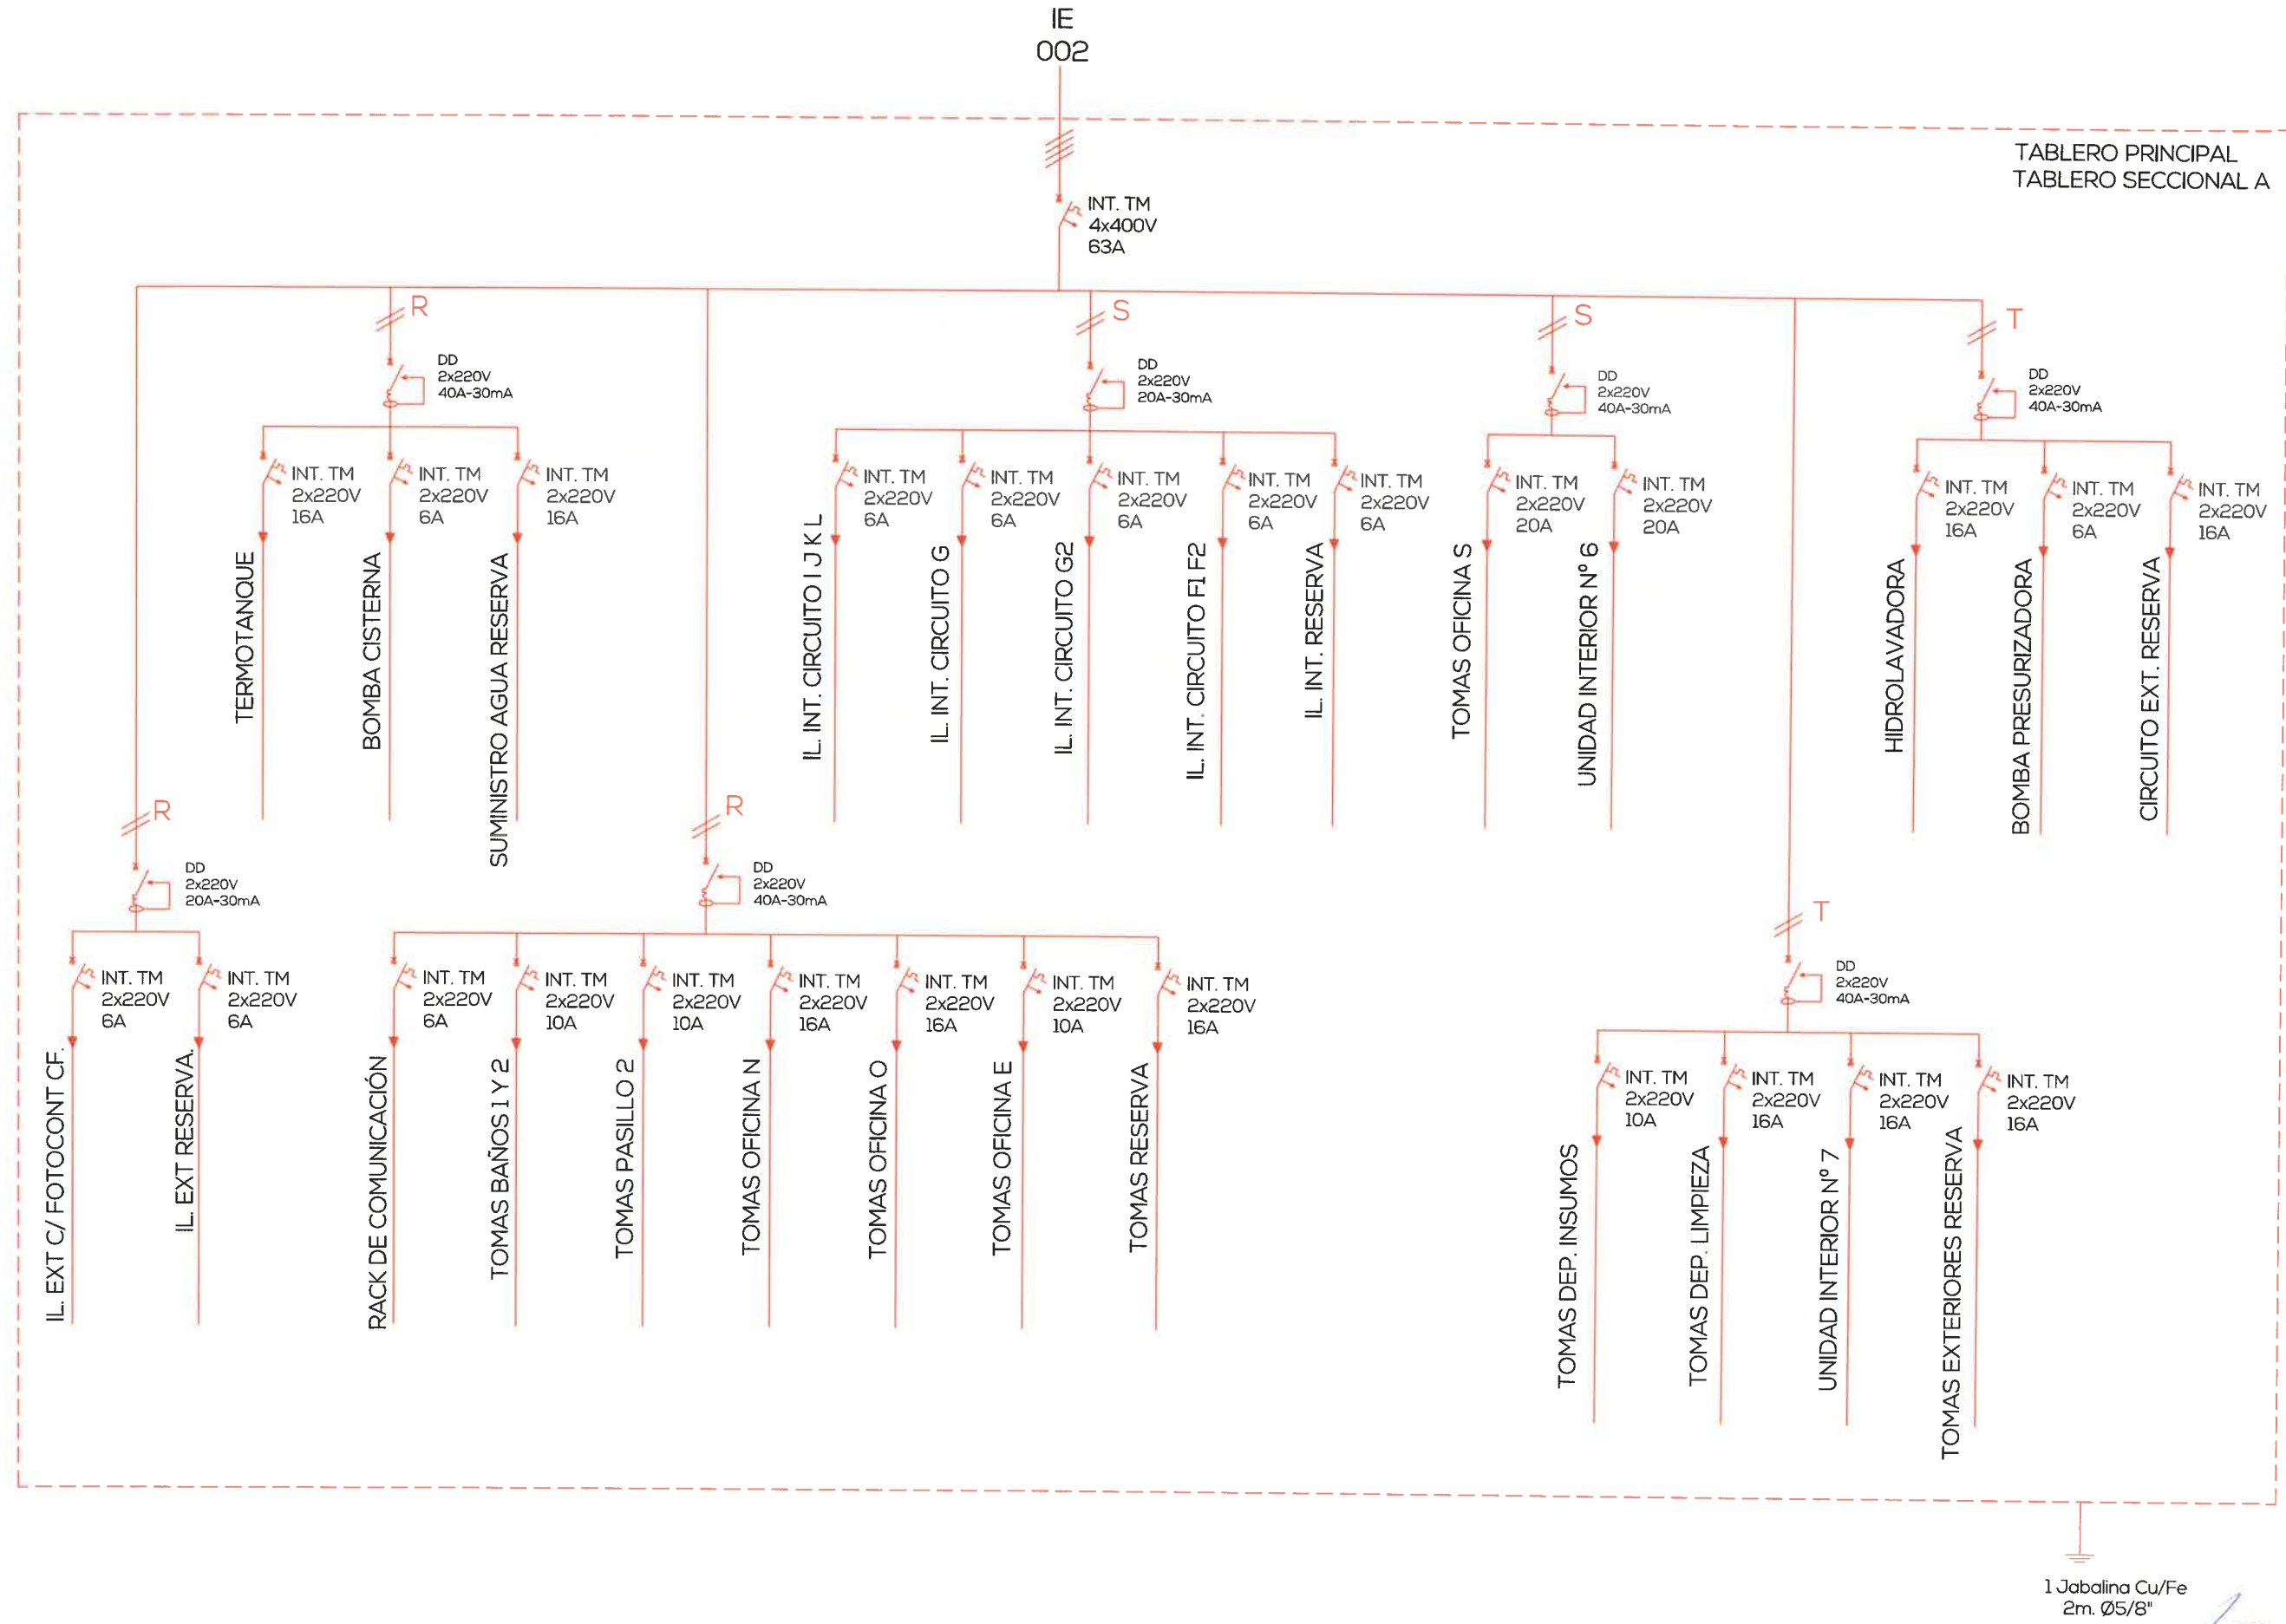 IE
002
TABLERO PRINCIPAL
TABLERO SECCIONAL A
INT. TM
4x400V
63A
R
DD
2x220V
40A-30mA
INT. TM
2x220V
16A
TERMOTANQUE
INT. TM
2x220V
6A
BOMBA CISTERNA
INT. TM
2x220V
16A
SUMINISTRO AGUA RESERVA
S
DD
2x220V
20A-30mA
INT. TM
2x220V
6A
IL. INT. CIRCUITO I J K L
INT. TM
2x220V
6A
IL. INT. CIRCUITO G
INT. TM
2x220V
6A
IL. INT. CIRCUITO G2
INT. TM
2x220V
6A
IL. INT. CIRCUITO F1 F2
INT. TM
2x220V
6A
IL. INT. RESERVA
S
DD
2x220V
40A-30mA
INT. TM
2x220V
20A
TOMAS OFICINA S
INT. TM
2x220V
20A
UNIDAD INTERIOR Nº 6
T
DD
2x220V
40A-30mA
INT. TM
2x220V
16A
HIDROLAVADORA
INT. TM
2x220V
6A
BOMBA PRESURIZADORA
INT. TM
2x220V
16A
CIRCUITO EXT. RESERVA
R
DD
2x220V
20A-30mA
INT. TM
2x220V
6A
IL. EXT C/ FOTOCONT CF.
INT. TM
2x220V
6A
IL. EXT RESERVA.
R
DD
2x220V
40A-30mA
INT. TM
2x220V
6A
RACK DE COMUNICACIÓN
INT. TM
2x220V
10A
TOMAS BAÑOS 1 Y 2
INT. TM
2x220V
10A
TOMAS PASILLO 2
INT. TM
2x220V
16A
TOMAS OFICINA N
INT. TM
2x220V
16A
TOMAS OFICINA O
INT. TM
2x220V
10A
TOMAS OFICINA E
INT. TM
2x220V
16A
TOMAS RESERVA
T
DD
2x220V
40A-30mA
INT. TM
2x220V
10A
TOMAS DEP. INSUMOS
INT. TM
2x220V
16A
TOMAS DEP. LIMPIEZA
INT. TM
2x220V
16A
UNIDAD INTERIOR Nº 7
INT. TM
2x220V
16A
TOMAS EXTERIORES RESERVA
1 Jabalina Cu/Fe
2m. Ø5/8"